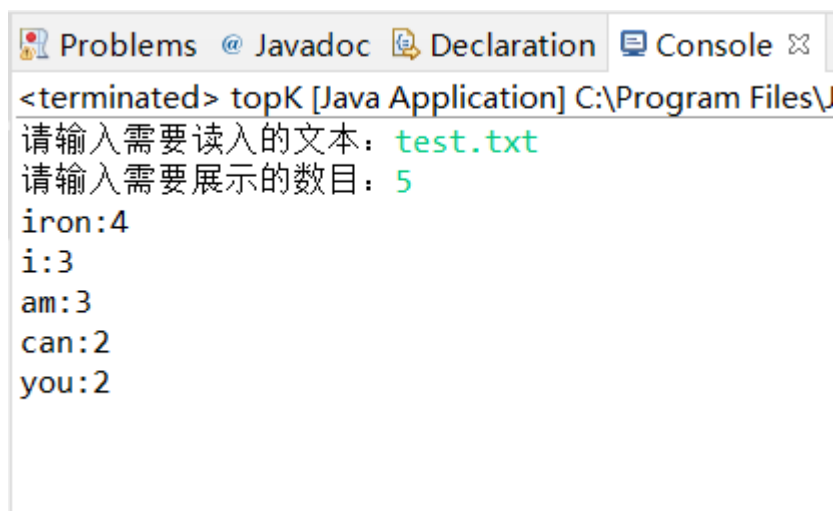 Problems @ Javadoc Declaration Console
<terminated> topK [Java Application] C:\Program Files\J
请输入需要读入的文本：test.txt
请输入需要展示的数目：5
iron:4
i:3
am:3
can:2
you:2